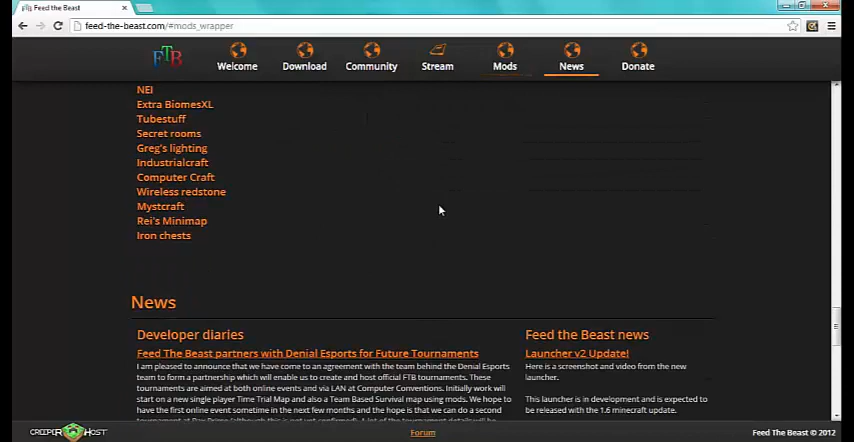 Feed The Beast
feed-the-beast.com/#mods_wrapper
FTB
Welcome
Download
Community
Stream
Mods
News
Donate
NEI
Extra BiomesXL
Tubestuff
Secret rooms
Greg's lighting
Industrialcraft
Computer Craft
Wireless redstone
Mystcraft
Rei's Minimap
Iron chests
News
Developer diaries
Feed The Beast partners with Denial Esports for Future Tournaments
I am pleased to announce that we have come to an agreement with the team behind the Denial Esports
team to form a partnership which will enable us to create and host official FTB tournaments. These
tournaments are aimed at both online events and via LAN at Computer Conventions. Initially work will
start on a new single player Time Trial Map and also a Team Based Survival map using mods. We hope to
have the first online event sometime in the next few months and the hope is that we can do a second
Feed the Beast news
Launcher v2 Update!
Here is a screenshot and video from the new
launcher.
This launcher is in development and is expected to
be released with the 1.6 minecraft update.
CREEPER HOST
Forum
Feed The Beast © 2012